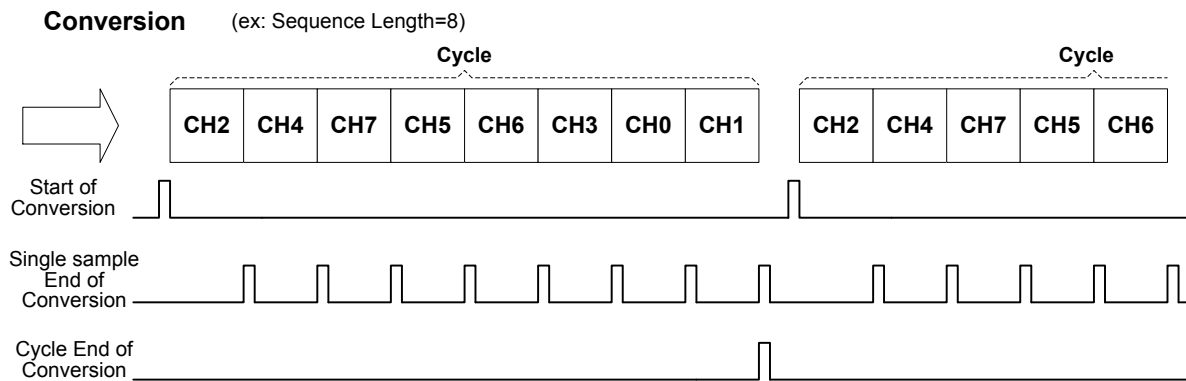 Conversion (ex: Sequence Length=8)
Cycle Cycle
CH2 CH4 CH7 CH5 CH6 CH3 CH0 CH1 CH2 CH4 CH7 CH5 CH6
Start of
Conversion
Single sample
End of
Conversion
Cycle End of
Conversion